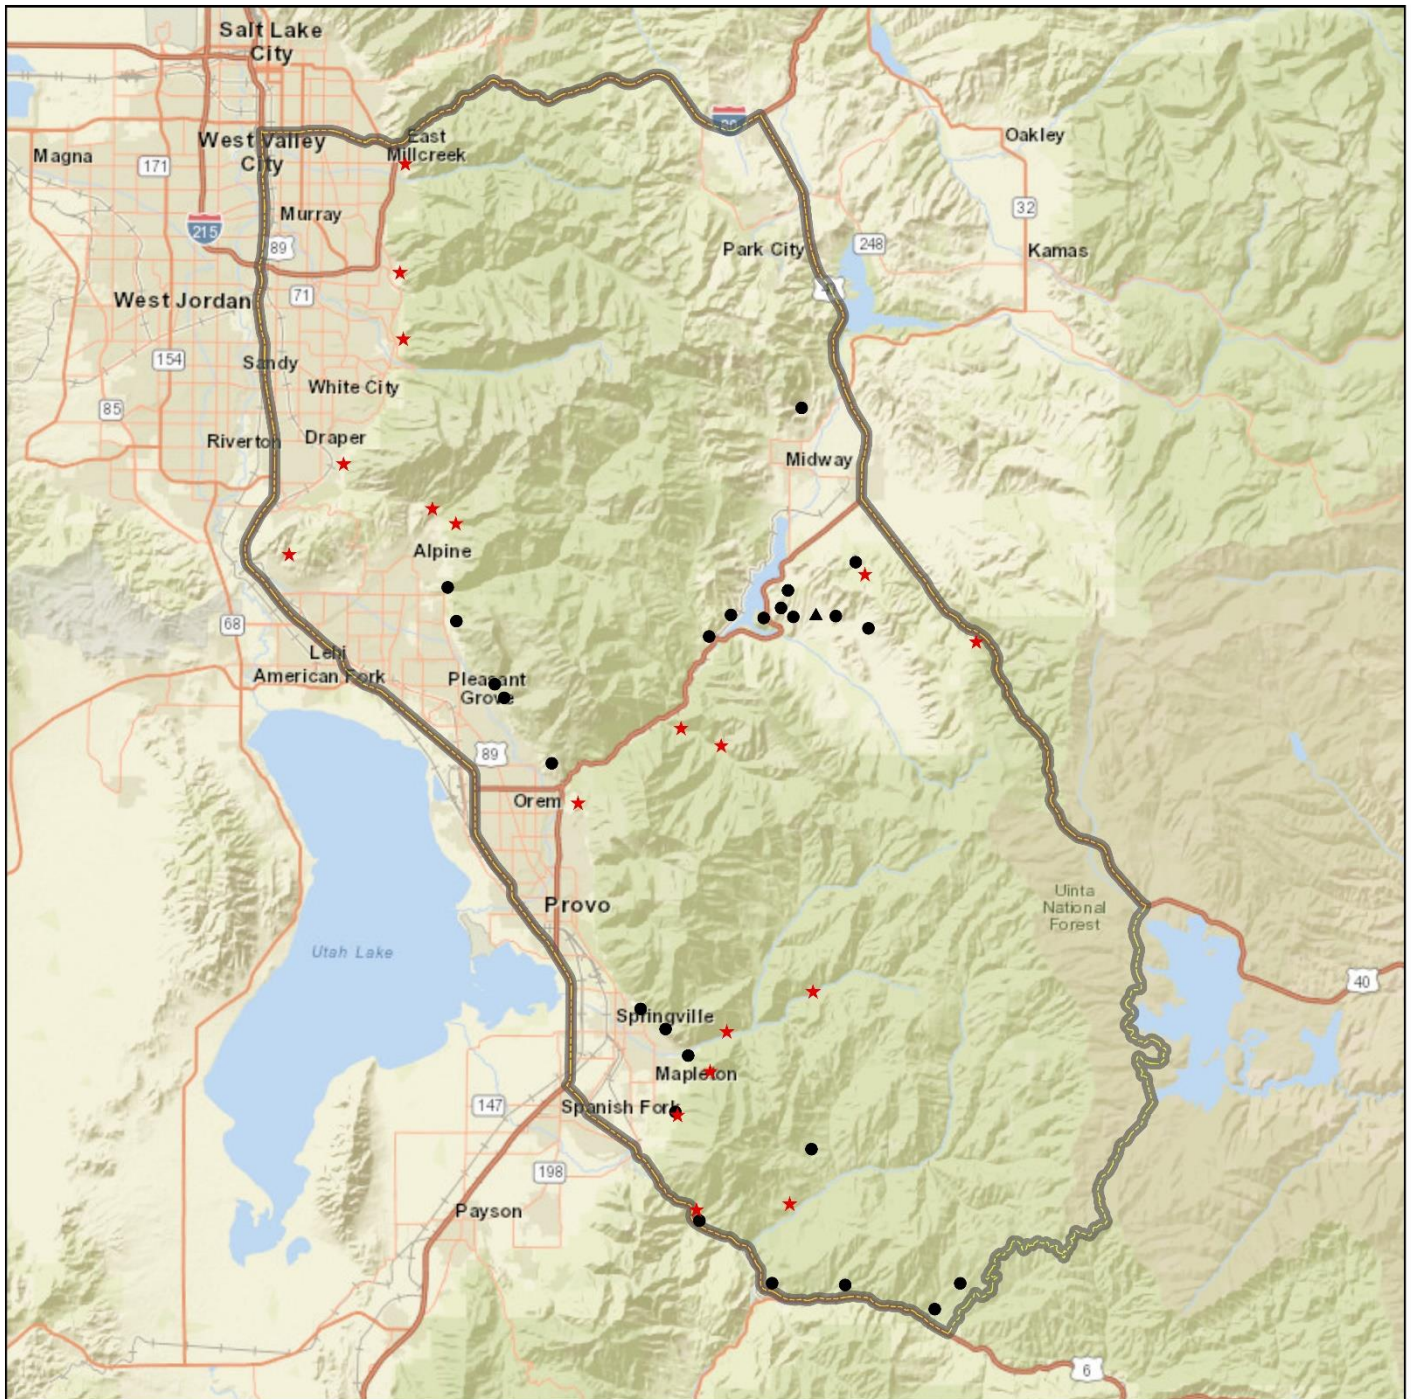 Salt Lake
City
West Valley
City
East
Millcreek
Oakley
Magna
171
32
Murray
215
89
Park City
248
Kamas
West Jordan
71
Sandy
154
White City
85
Riverton
Draper
Midway
Alpine
68
Lehi
American Fork
Pleasant
Grove
89
Orem
Uinta
National
Forest
Provo
Utah Lake
40
Springville
Mapleton
147
Spanish Fork
198
Payson
6